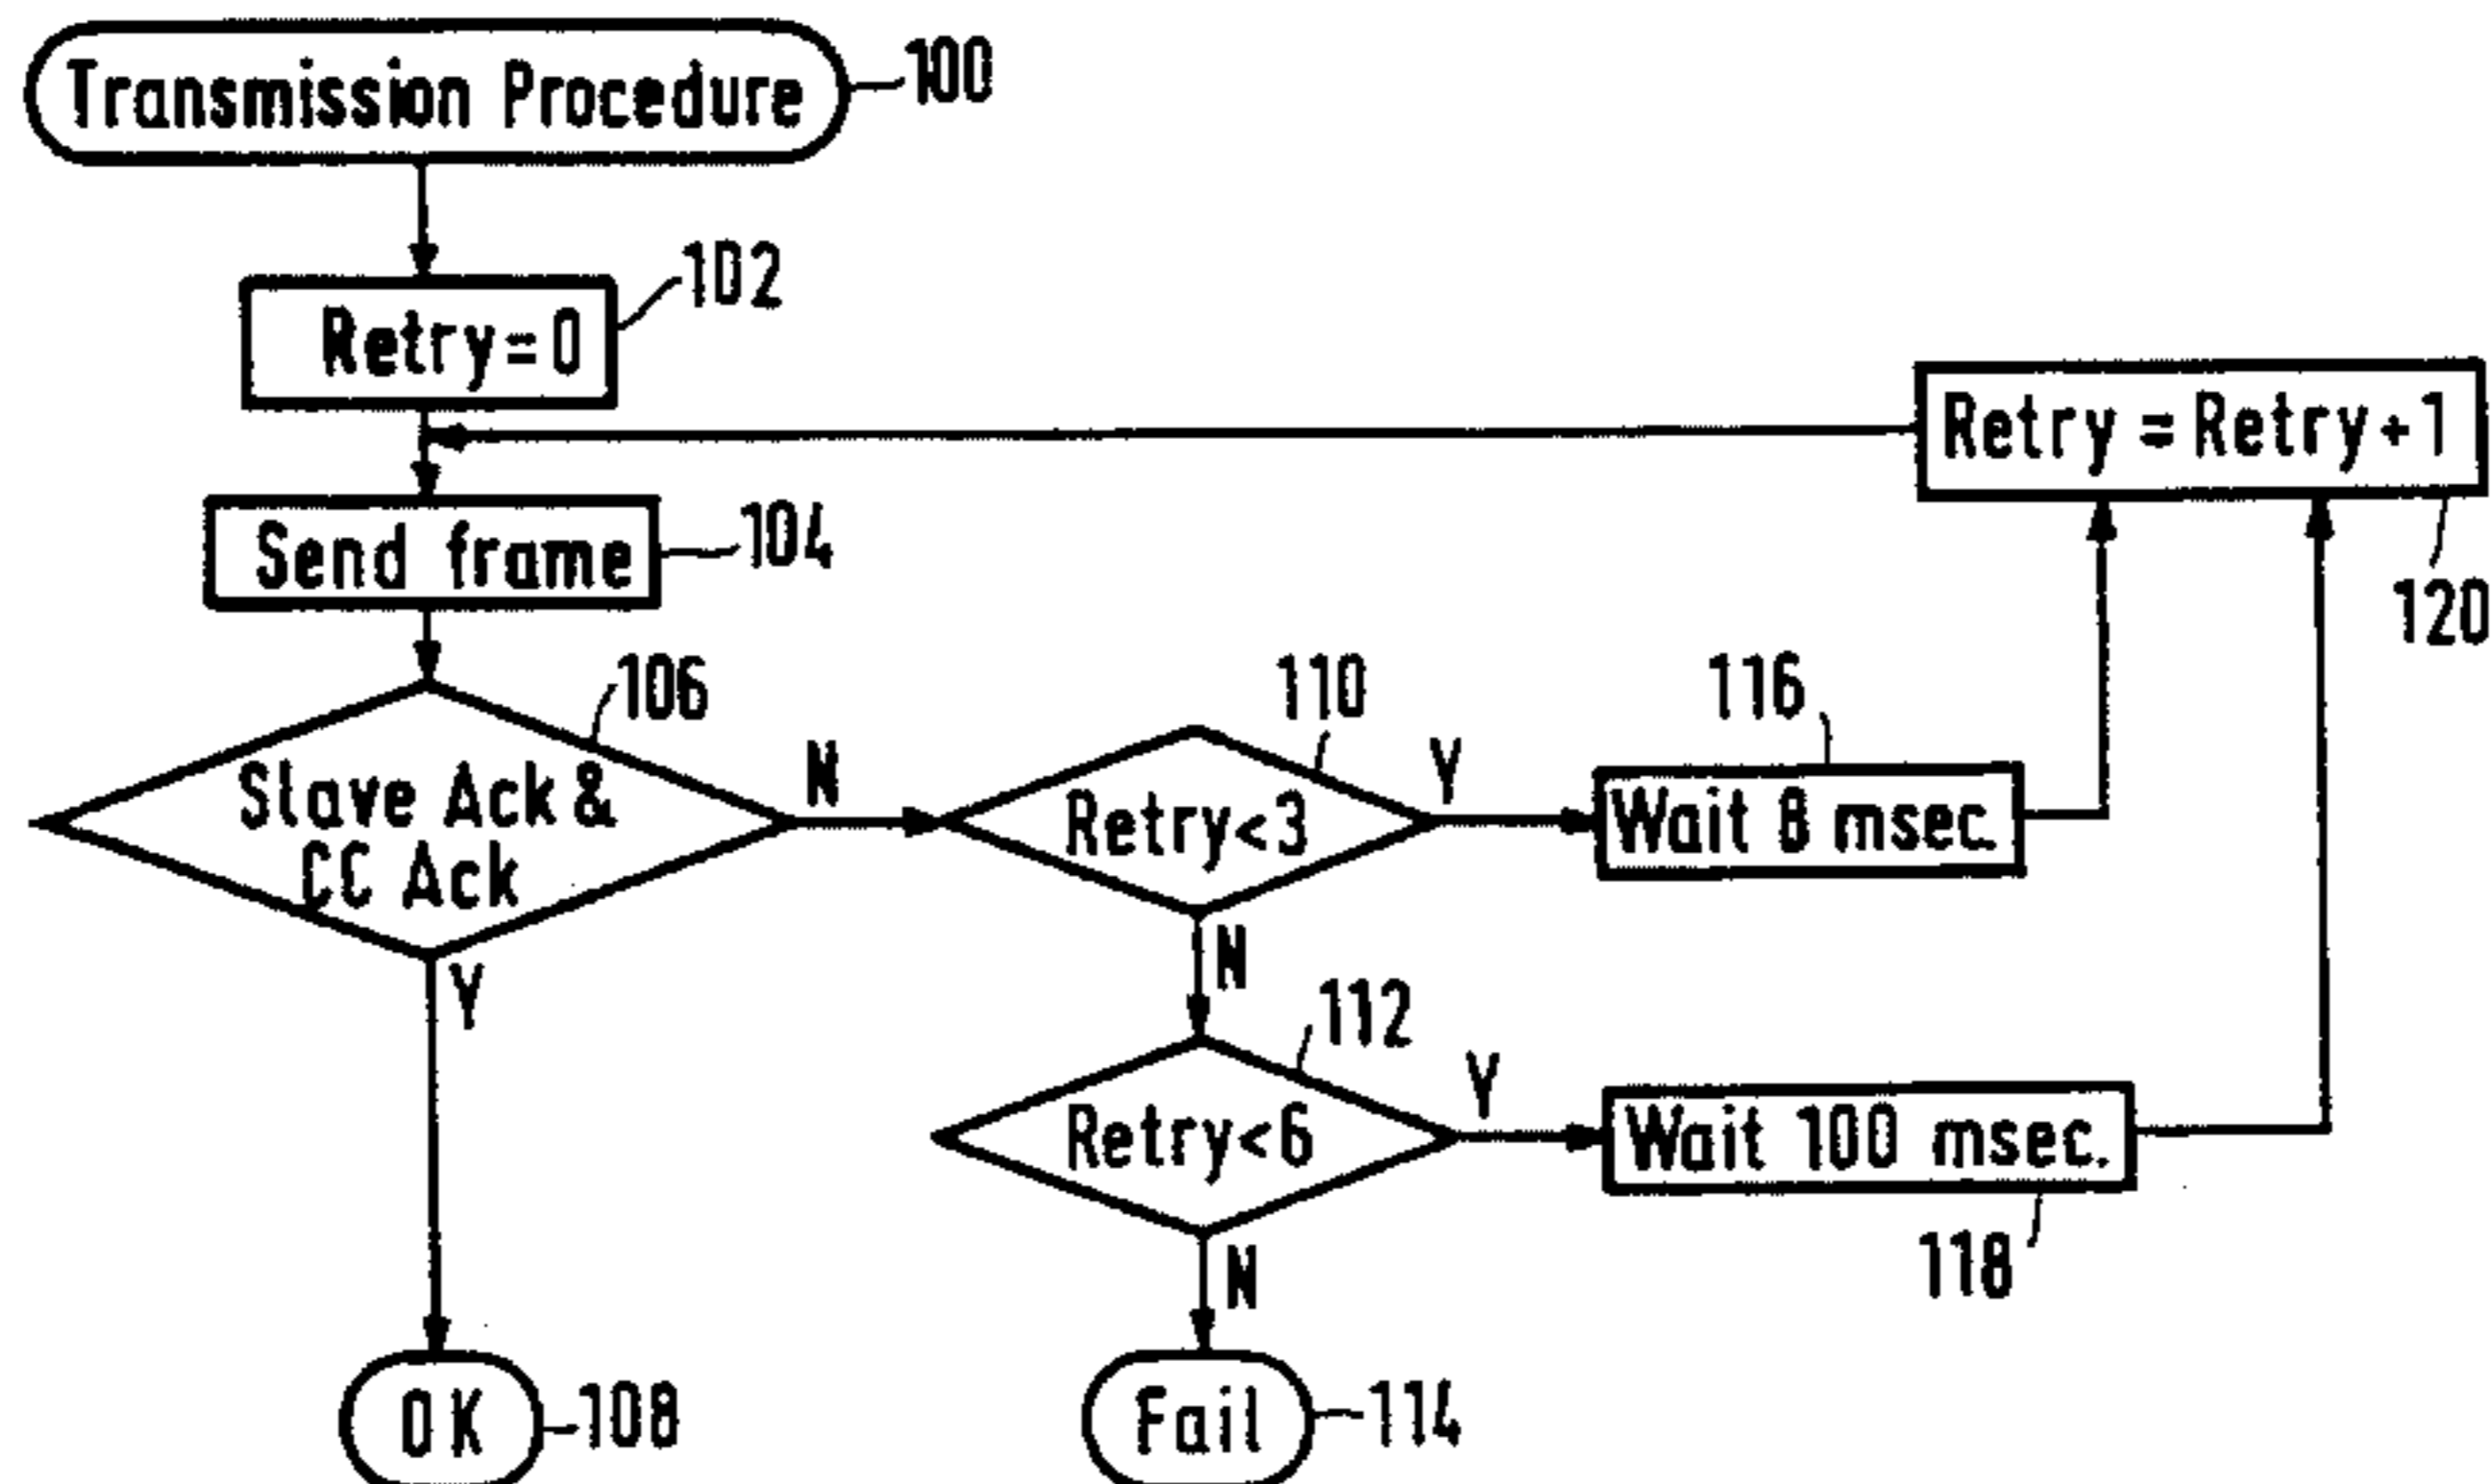 Transmission Procedure
100
Retry=0
102
Retry = Retry+1
120
Send frame
104
Slave Ack &
CC Ack
106
N
Y
Retry<3
110
Y
N
Wait 8 msec.
116
Retry<6
112
Y
N
Wait 100 msec.
118
OK
108
Fail
114